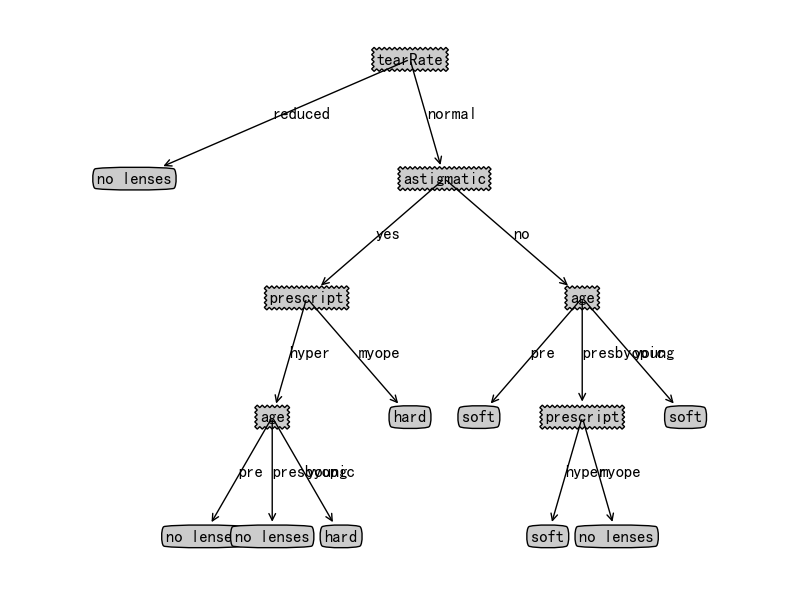 tearRate
reduced
normal
no lenses
astigmatic
yes
no
prescript
age
hyper
myope
pre
presbyopic
young
age
hard
soft
prescript
soft
pre
presbyopic
young
hyper
myope
no lenses
no lenses
hard
soft
no lenses